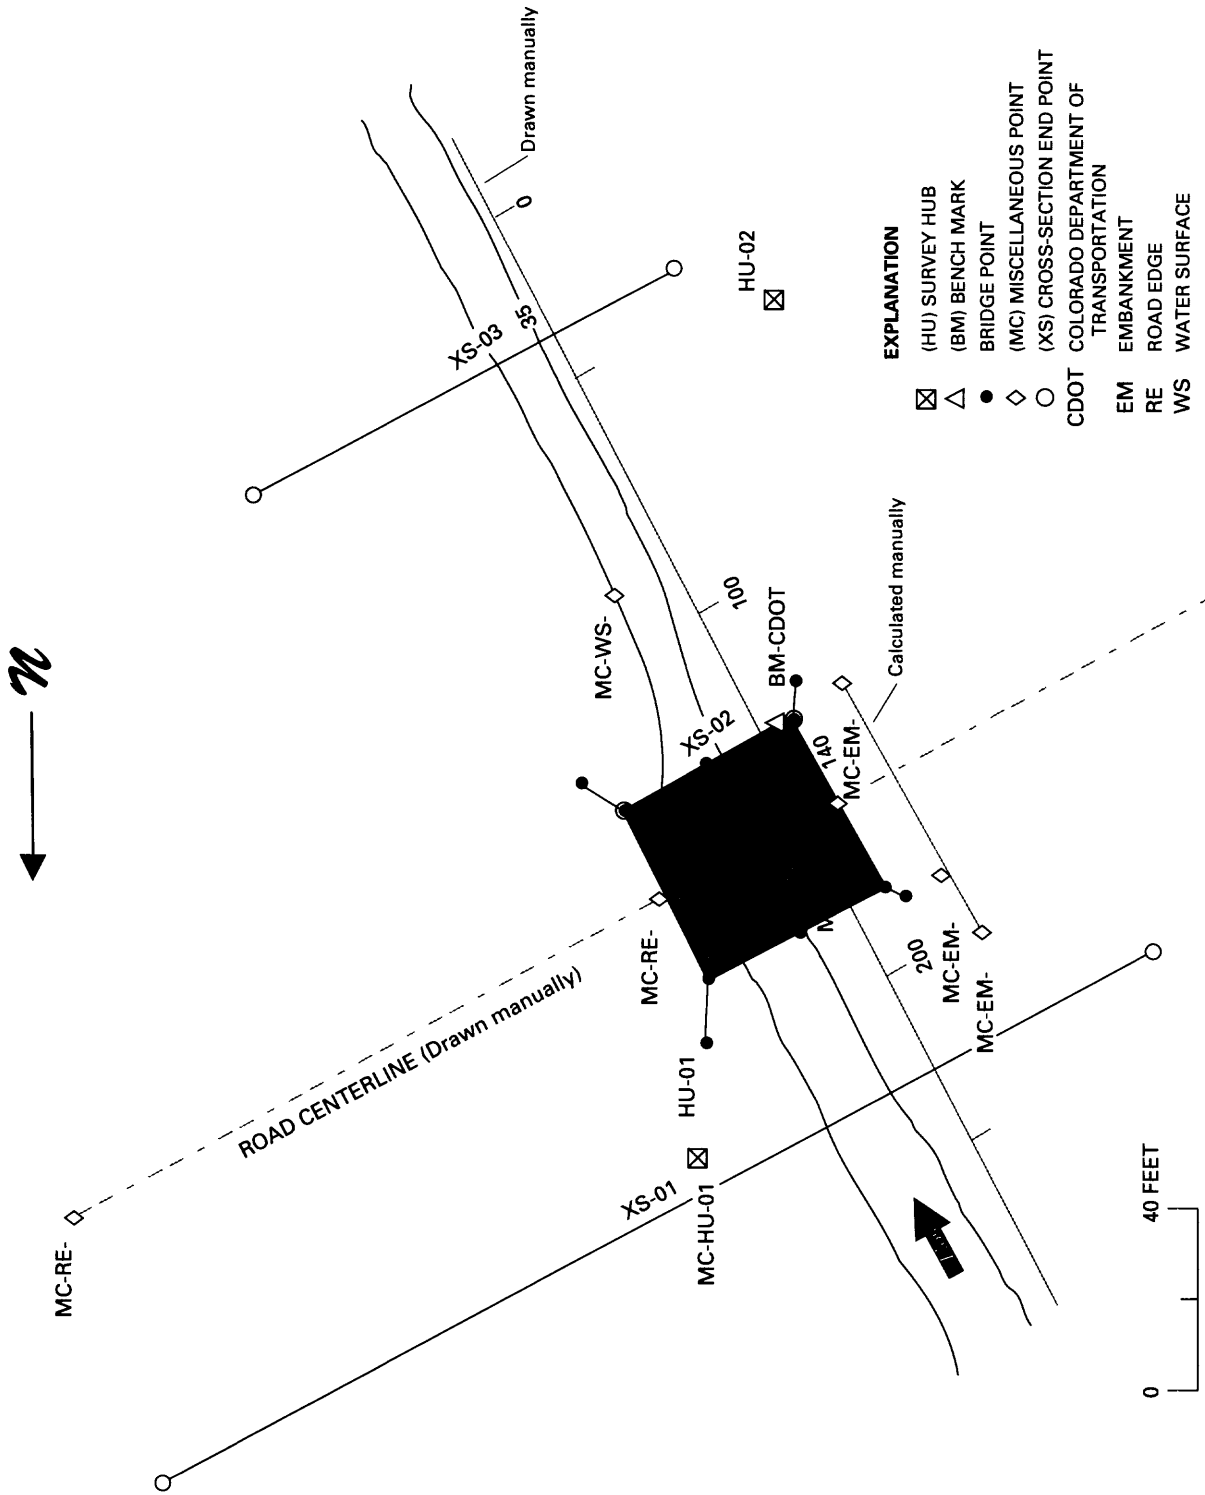 n
Drawn manually
0
HU-02
XS-03
35
MC-WS-
100
BM-CDOT
Calculated manually
XS-02
140
MC-EM-
MC-RE-
M
200
MC-EM-
MC-EM-
ROAD CENTERLINE (Drawn manually)
HU-01
XS-01
MC-HU-01
MC-RE-
0
40 FEET
EXPLANATION
(HU) SURVEY HUB
(BM) BENCH MARK
BRIDGE POINT
(MC) MISCELLANEOUS POINT
(XS) CROSS-SECTION END POINT
CDOT COLORADO DEPARTMENT OF
TRANSPORTATION
EM EMBANKMENT
RE ROAD EDGE
WS WATER SURFACE